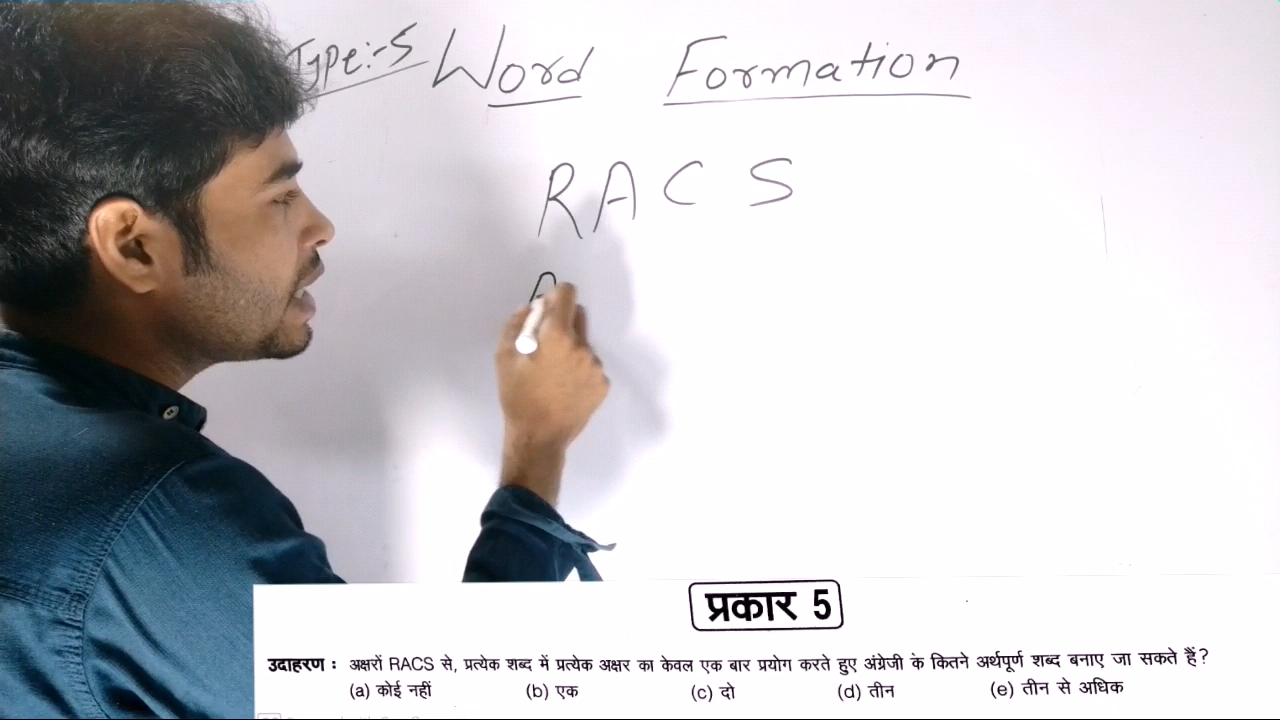 Type:-5 Word Formation
R A C S
A
प्रकार 5
उदाहरण : अक्षरों RACS से, प्रत्येक शब्द में प्रत्येक अक्षर का केवल एक बार प्रयोग करते हुए अंग्रेजी के कितने अर्थपूर्ण शब्द बनाए जा सकते हैं?
(a) कोई नहीं (b) एक (c) दो (d) तीन (e) तीन से अधिक